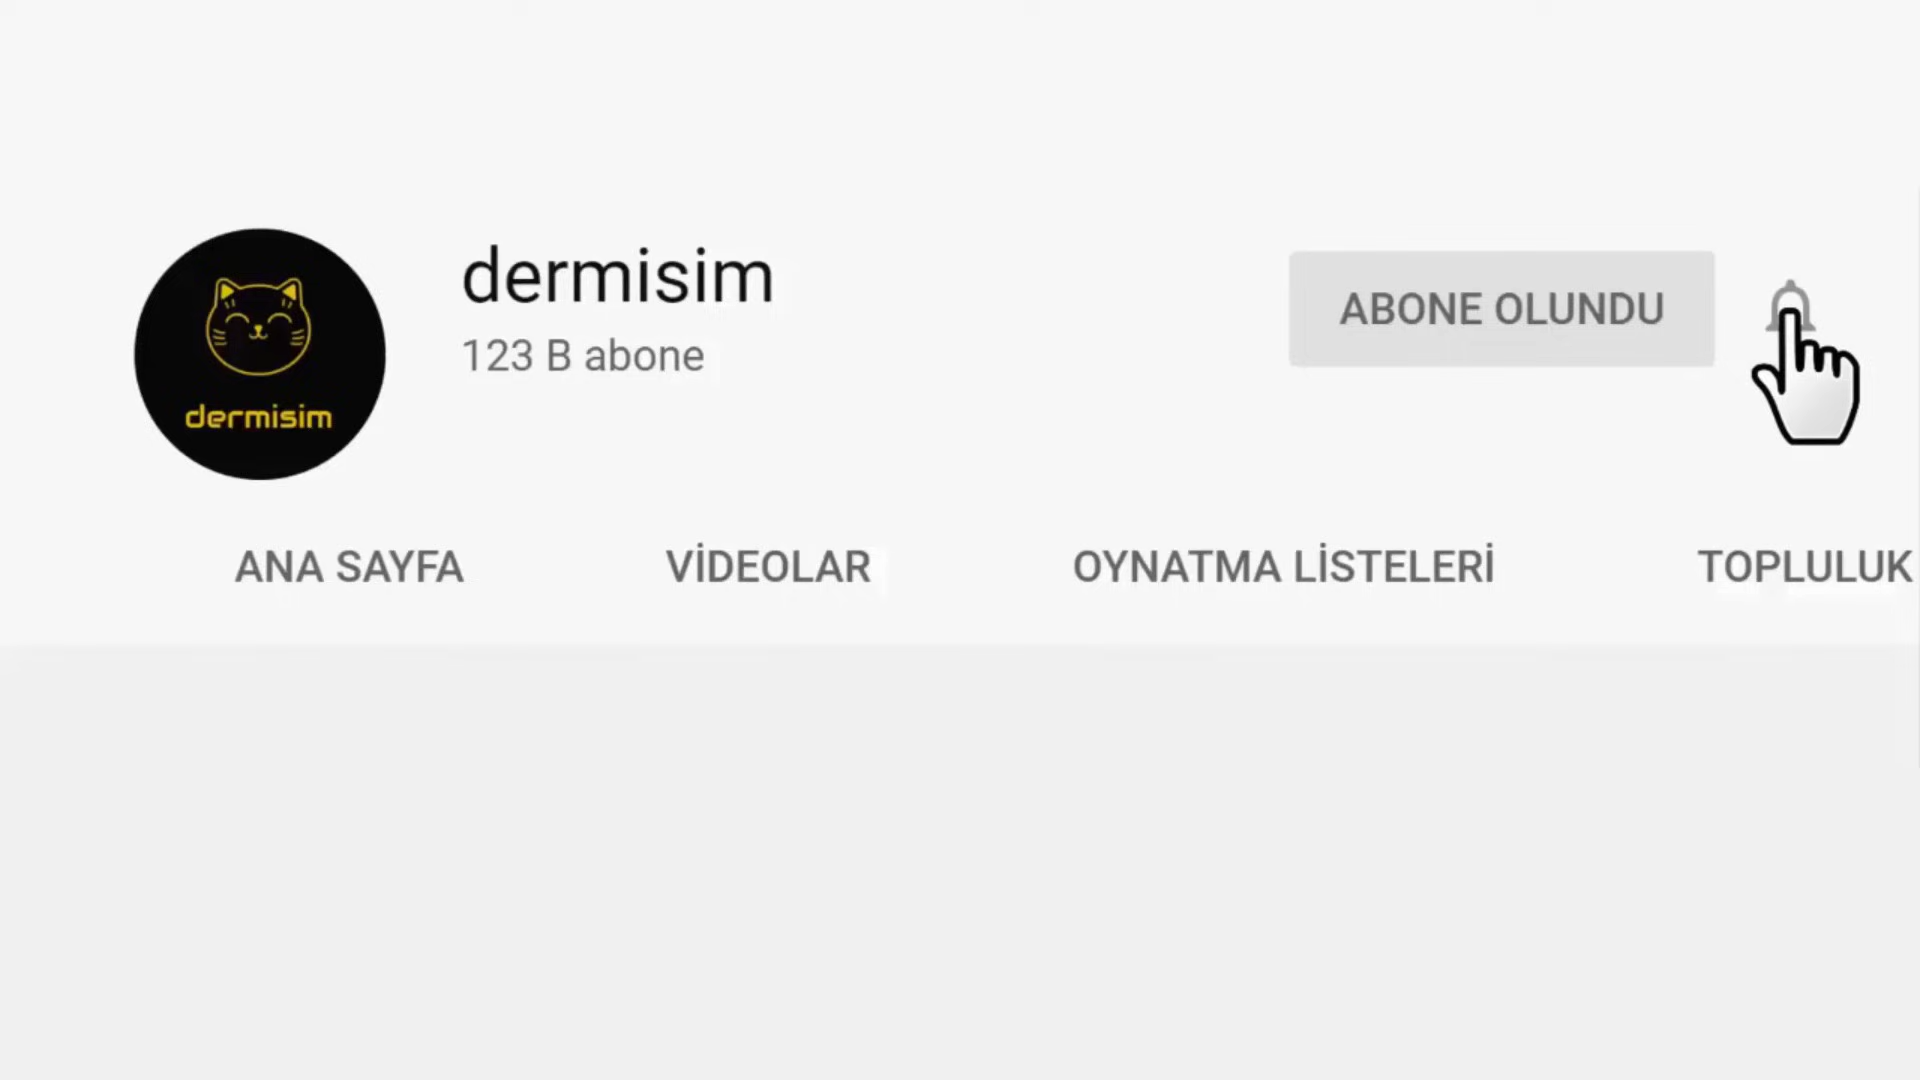 dermisim
123 B abone
ABONE OLUNDU
dermisim
ANA SAYFA
VİDEOLAR
OYNATMA LİSTELERİ
TOPLULUK